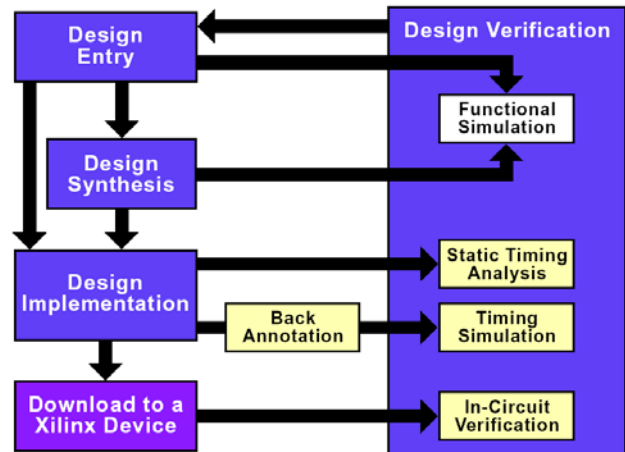 Design
Entry
Design Verification
Functional
Simulation
Design
Synthesis
Design
Implementation
Static Timing
Analysis
Back
Annotation
Timing
Simulation
Download to a
Xilinx Device
In-Circuit
Verification